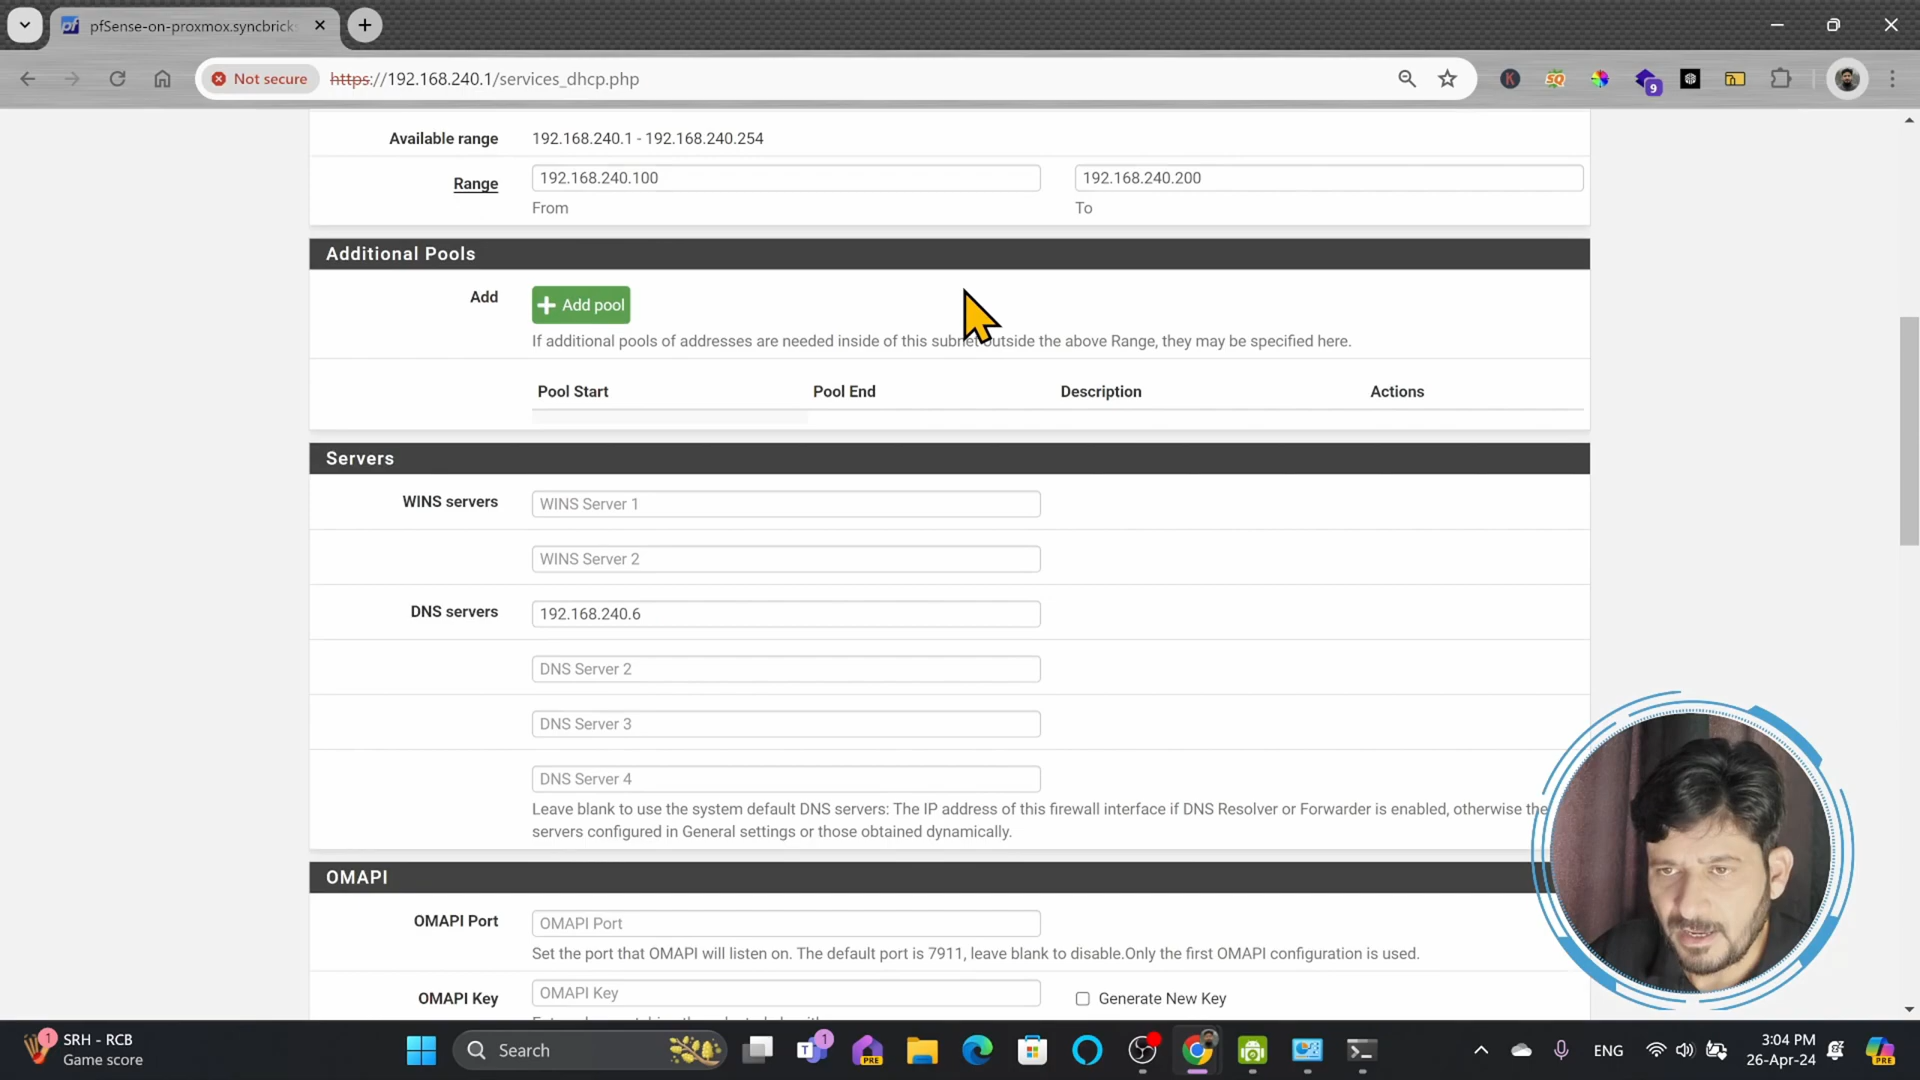 pfSense-on-proxmox.syncbricks
Not secure
https://192.168.240.1/services_dhcp.php
9
Available range
192.168.240.1 - 192.168.240.254
Range
192.168.240.100
192.168.240.200
From
To
Additional Pools
Add
Add pool
If additional pools of addresses are needed inside of this subnet outside the above Range, they may be specified here.
Pool Start
Pool End
Description
Actions
Servers
WINS servers
WINS Server 1
WINS Server 2
DNS servers
192.168.240.6
DNS Server 2
DNS Server 3
DNS Server 4
Leave blank to use the system default DNS servers: The IP address of this firewall interface if DNS Resolver or Forwarder is enabled, otherwise the
servers configured in General settings or those obtained dynamically.
OMAPI
OMAPI Port
OMAPI Port
Set the port that OMAPI will listen on. The default port is 7911, leave blank to disable.Only the first OMAPI configuration is used.
OMAPI Key
OMAPI Key
Generate New Key
1
SRH - RCB
Game score
Search
1
PRE
ENG
3:04 PM
26-Apr-24
PRE